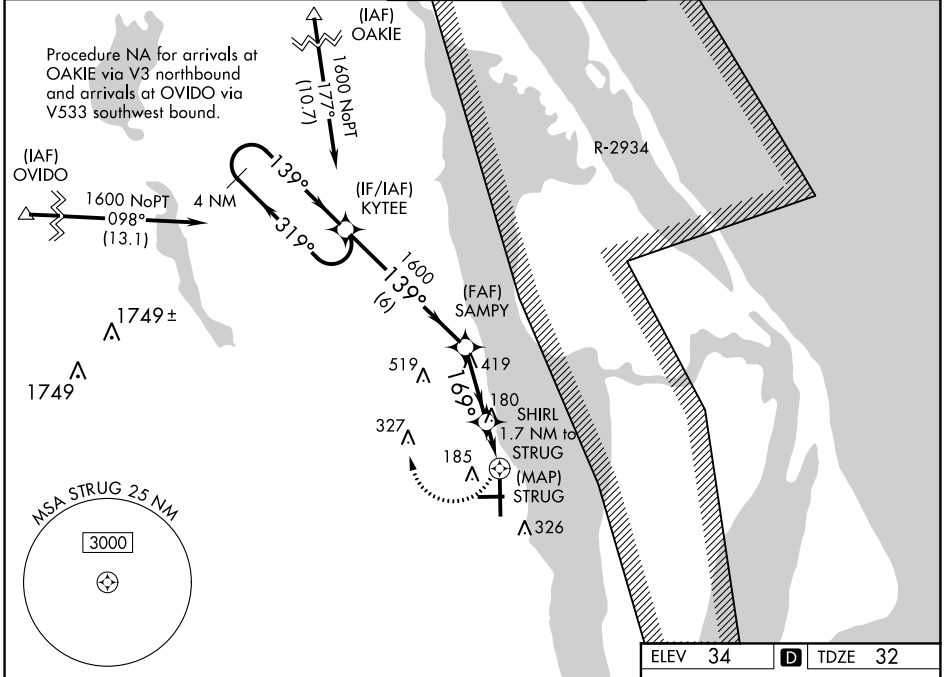 (IAF)
OAKIE
Procedure NA for arrivals at
OAKIE via V3 northbound
and arrivals at OVIDO via
V533 southwest bound.
1600 NoPT
177°
(10.7)
R-2934
(IAF)
OVIDO
1600 NoPT
098°
(13.1)
4 NM
139°
319°
(IF/IAF)
KYTEE
1600
139°
(6)
(FAF)
SAMPY
1749 ±
1749
519
419
169°
180
SHIRL
1.7 NM to
STRUG
327
185
(MAP)
STRUG
326
MSA STRUG 25 NM
3000
ELEV 34 D TDZE 32